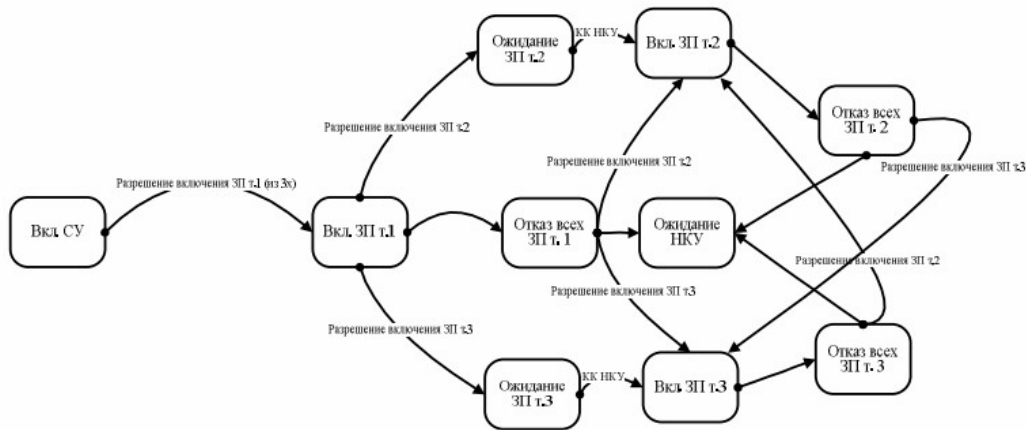 Ожидание
ЗП т.2
КК НКУ
Вкл. ЗП т.2
Отказ всех
ЗП т. 2
Разрешение включения ЗП т.2
Разрешение включения ЗП т.2
Разрешение включения ЗП т.3
Разрешение включения ЗП т.1 (из 3х)
Вкл. СУ
Вкл. ЗП т.1
Отказ всех
ЗП т. 1
Ожидание
НКУ
Разрешение включения ЗП т.2
Разрешение включения ЗП т.3
Разрешение включения ЗП т.3
Отказ всех
ЗП т. 3
Ожидание
ЗП т.3
КК НКУ
Вкл. ЗП т.3